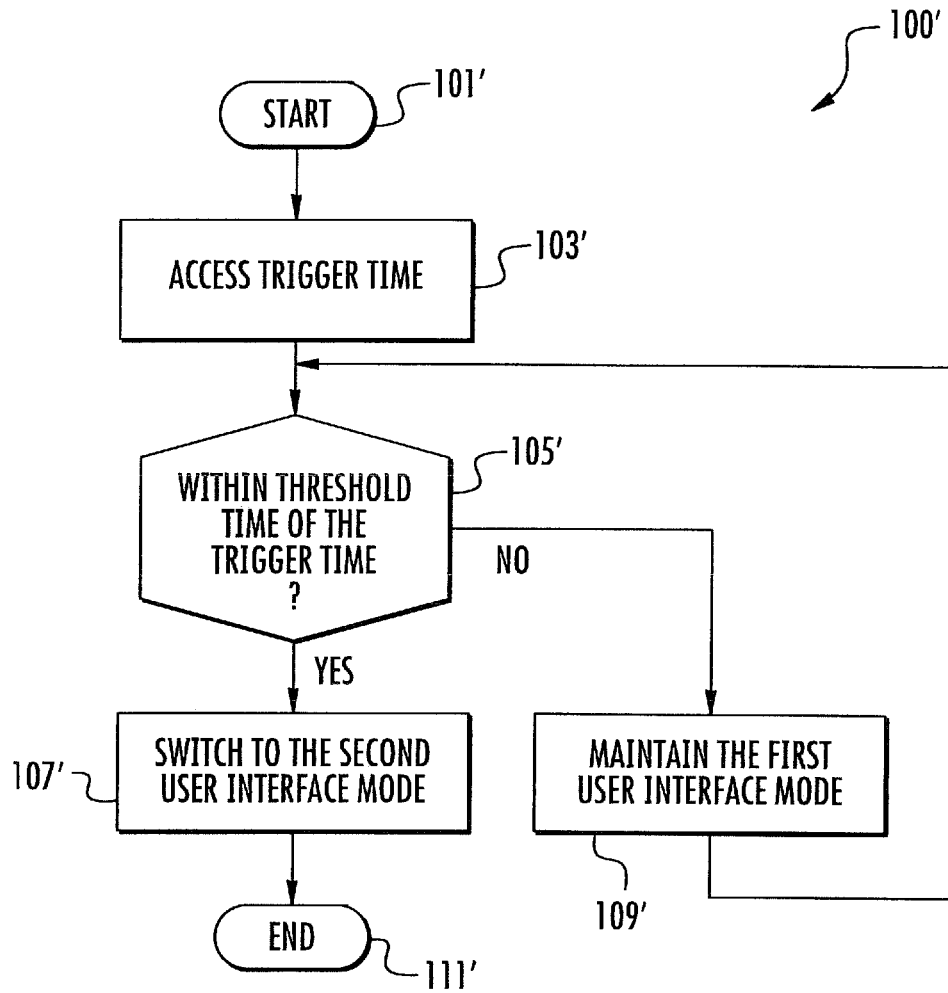 100'
START
101'
ACCESS TRIGGER TIME
103'
WITHIN THRESHOLD
TIME OF THE
TRIGGER TIME
?
105'
NO
YES
SWITCH TO THE SECOND
USER INTERFACE MODE
107'
MAINTAIN THE FIRST
USER INTERFACE MODE
109'
END
111'